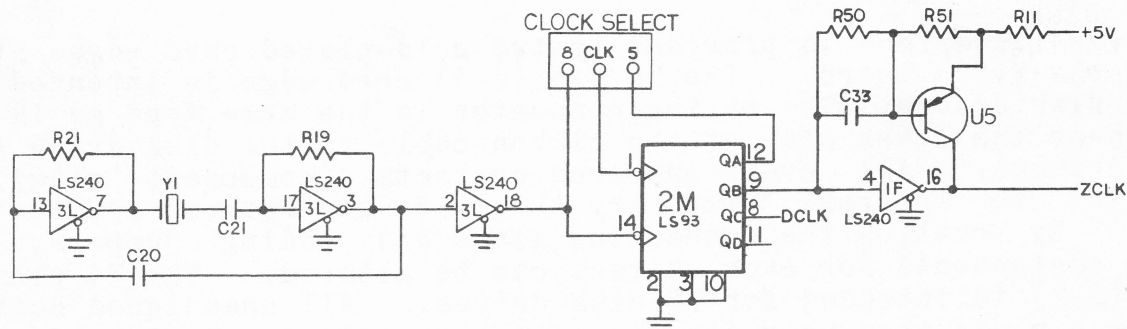 CLOCK SELECT
8 CLK 5
R50 R51 R11
+5V
C33
U5
R21
R19
Y1
C21
C20
LS240
13 3L 7
LS240
17 3L 3
LS240
2 3L 18
1
14
2M
LS93
QA 12
QB 9
QC 8
QD 11
DCLK
2 3 10
4 1F 16
LS240
ZCLK